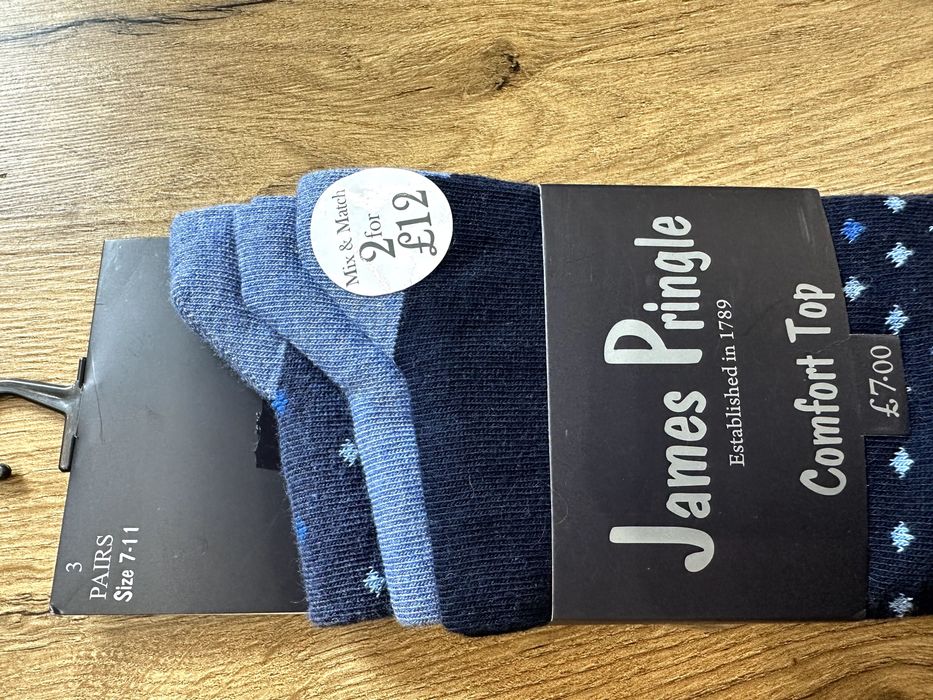 3
PAIRS
Size 7-11
Mix & Match
2 for
£12
James Pringle
Established in 1789
Comfort Top
£7.00